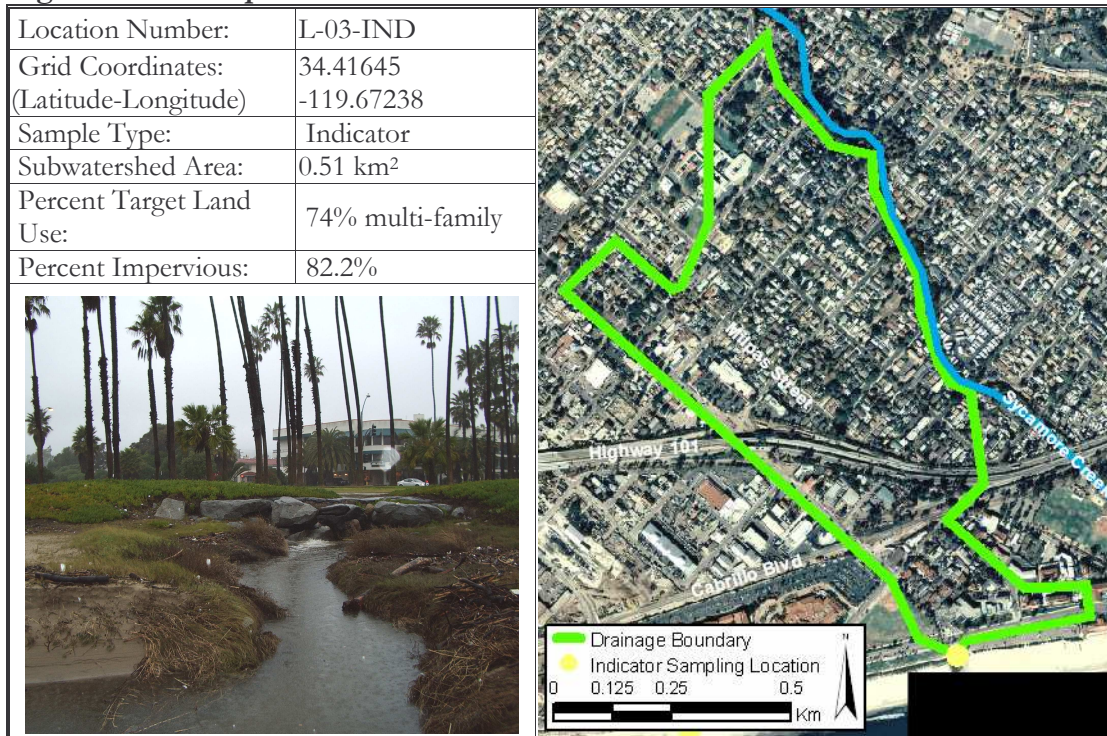 Location Number: L-03-IND
Grid Coordinates: 34.41645
(Latitude-Longitude) -119.67238
Sample Type: Indicator
Subwatershed Area: 0.51 km²
Percent Target Land
Use: 74% multi-family
Percent Impervious: 82.2%
Milpas Street
Sycamore Creek
Highway 101
Cabrillo Blvd
Drainage Boundary
N
Indicator Sampling Location
0 0.125 0.25 0.5
Km